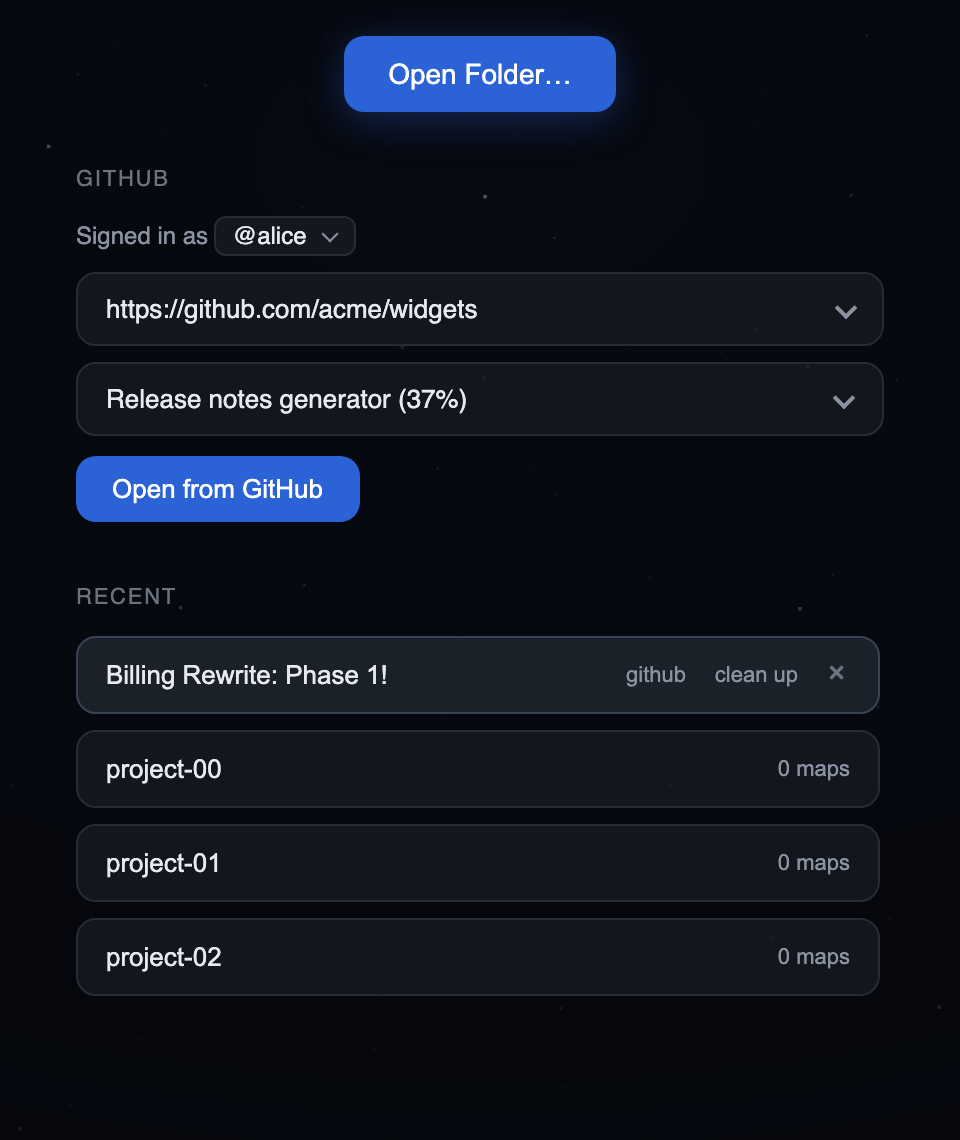 Open Folder…
GITHUB
Signed in as @alice
https://github.com/acme/widgets
Release notes generator (37%)
Open from GitHub
RECENT
Billing Rewrite: Phase 1! github clean up ×
project-00 0 maps
project-01 0 maps
project-02 0 maps